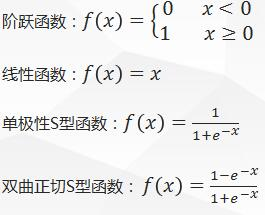 阶跃函数：f(x) = { 0 x < 0
1 x ≥ 0
线性函数：f(x) = x
单极性S型函数：f(x) = 1/(1+e^{-x})
双曲正切S型函数：f(x) = (1-e^{-x})/(1+e^{-x})